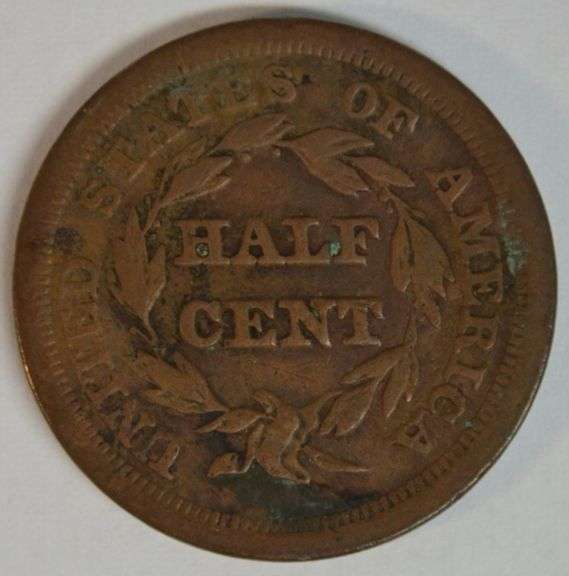 UNITED STATES OF AMERICA
HALF
CENT